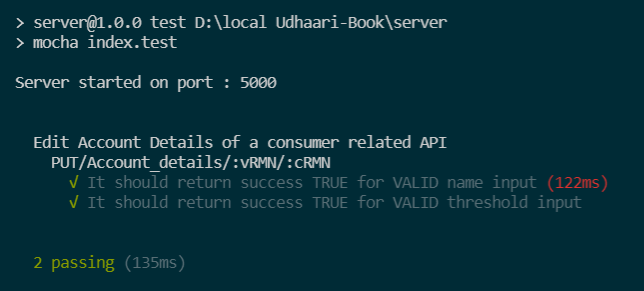 > server@1.0.0 test D:\local Udhaari-Book\server
> mocha index.test
Server started on port : 5000
Edit Account Details of a consumer related API
PUT/Account_details/:vRMN/:cRMN
√ It should return success TRUE for VALID name input (122ms)
√ It should return success TRUE for VALID threshold input
2 passing (135ms)